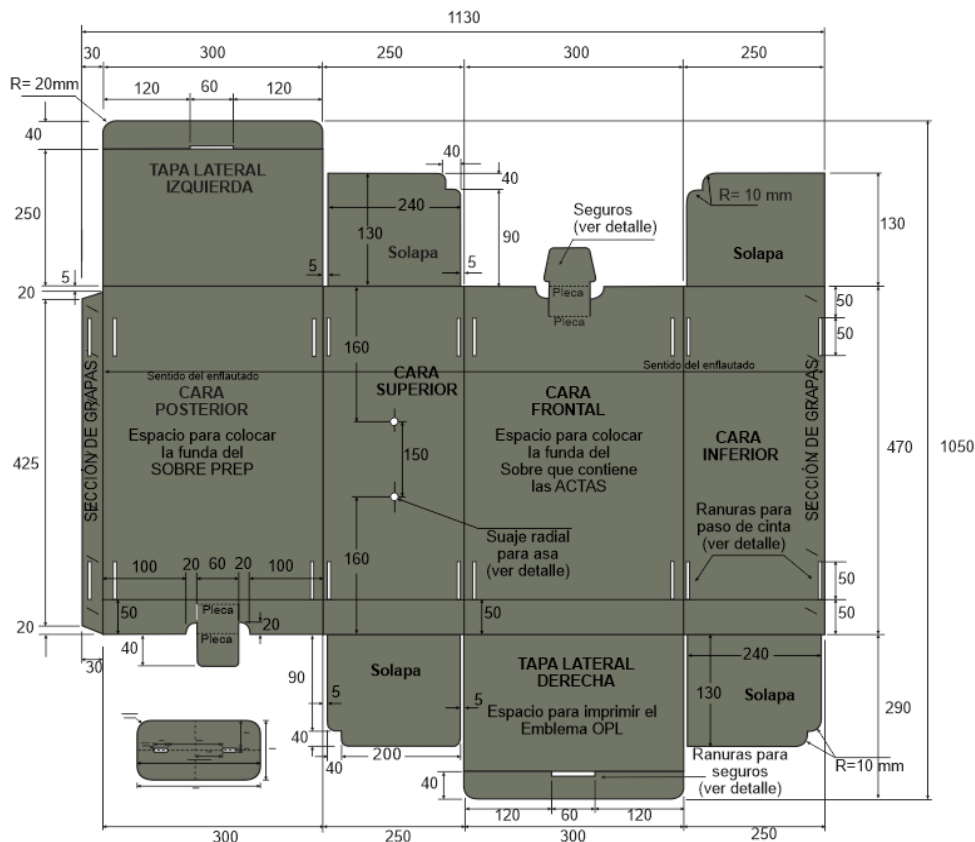 1130
30
300
250
300
250
R= 20mm
120
60
120
40
TAPA LATERAL
IZQUIERDA
250
40
40
240
130
90
Solapa
5
5
Seguros
(ver detalle)
R= 10 mm
130
Solapa
5
20
Pleca
Pleca
50
50
160
Sentido del enflautado
Sentido del enflautado
SECCIÓN DE GRAPAS
CARA
POSTERIOR
Espacio para colocar
la funda del
SOBRE PREP
CARA
SUPERIOR
CARA
FRONTAL
Espacio para colocar
la funda del
Sobre que contiene
las ACTAS
CARA
INFERIOR
SECCIÓN DE GRAPAS
425
150
470
1050
Suaje radial
para asa
(ver detalle)
Ranuras para
paso de cinta
(ver detalle)
160
100
20
60
20
100
50
50
50
50
20
Pleca
Pleca
20
40
30
90
Solapa
5
5
TAPA LATERAL
DERECHA
Espacio para imprimir el
Emblema OPL
240
130
Solapa
290
40
40
200
Ranuras para
seguros
(ver detalle)
R=10 mm
40
120
60
120
300
250
300
250